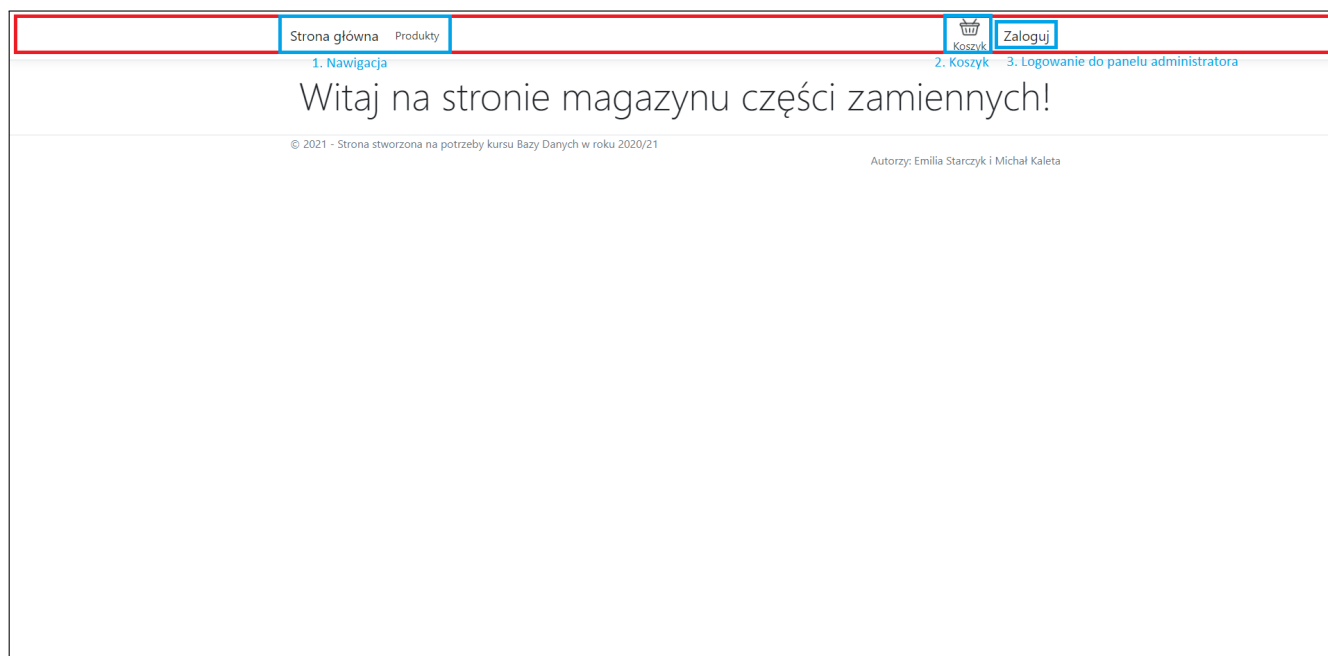 Strona główna Produkty Koszyk Zaloguj
1. Nawigacja 2. Koszyk 3. Logowanie do panelu administratora
Witaj na stronie magazynu części zamiennych!
© 2021 - Strona stworzona na potrzeby kursu Bazy Danych w roku 2020/21
Autorzy: Emilia Starczyk i Michał Kaleta